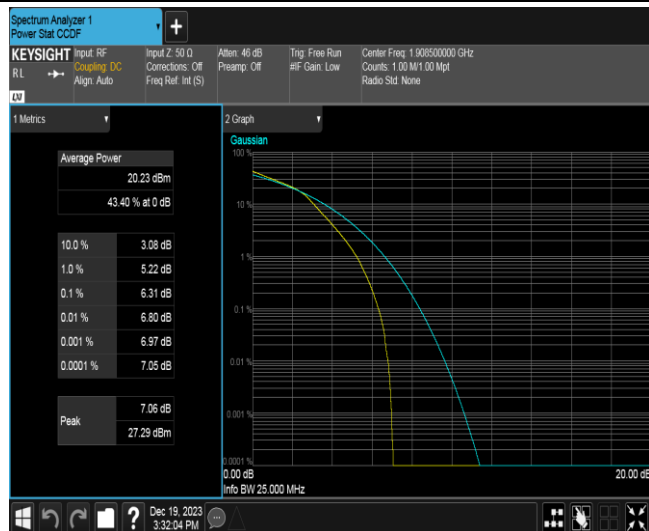 Spectrum Analyzer 1
Power Stat CCDF
+
KEYSIGHT
RL
Input: RF
Coupling: DC
Align: Auto
Input Z: 50 Ω
Corrections: Off
Freq Ref: Int (S)
Atten: 46 dB
Preamp: Off
Trig: Free Run
#IF Gain: Low
Center Freq: 1.908500000 GHz
Counts: 1.00 M/1.00 Mpt
Radio Std: None
1 Metrics
Average Power
20.23 dBm
43.40 % at 0 dB
10.0 % 3.08 dB
1.0 % 5.22 dB
0.1 % 6.31 dB
0.01 % 6.80 dB
0.001 % 6.97 dB
0.0001 % 7.05 dB
Peak
7.06 dB
27.29 dBm
2 Graph
Gaussian
100 %
10 %
1 %
0.1 %
0.01 %
0.001 %
0.0001 %
0.00 dB 20.00 dB
Info BW 25.000 MHz
?
Dec 19, 2023
3:32:04 PM